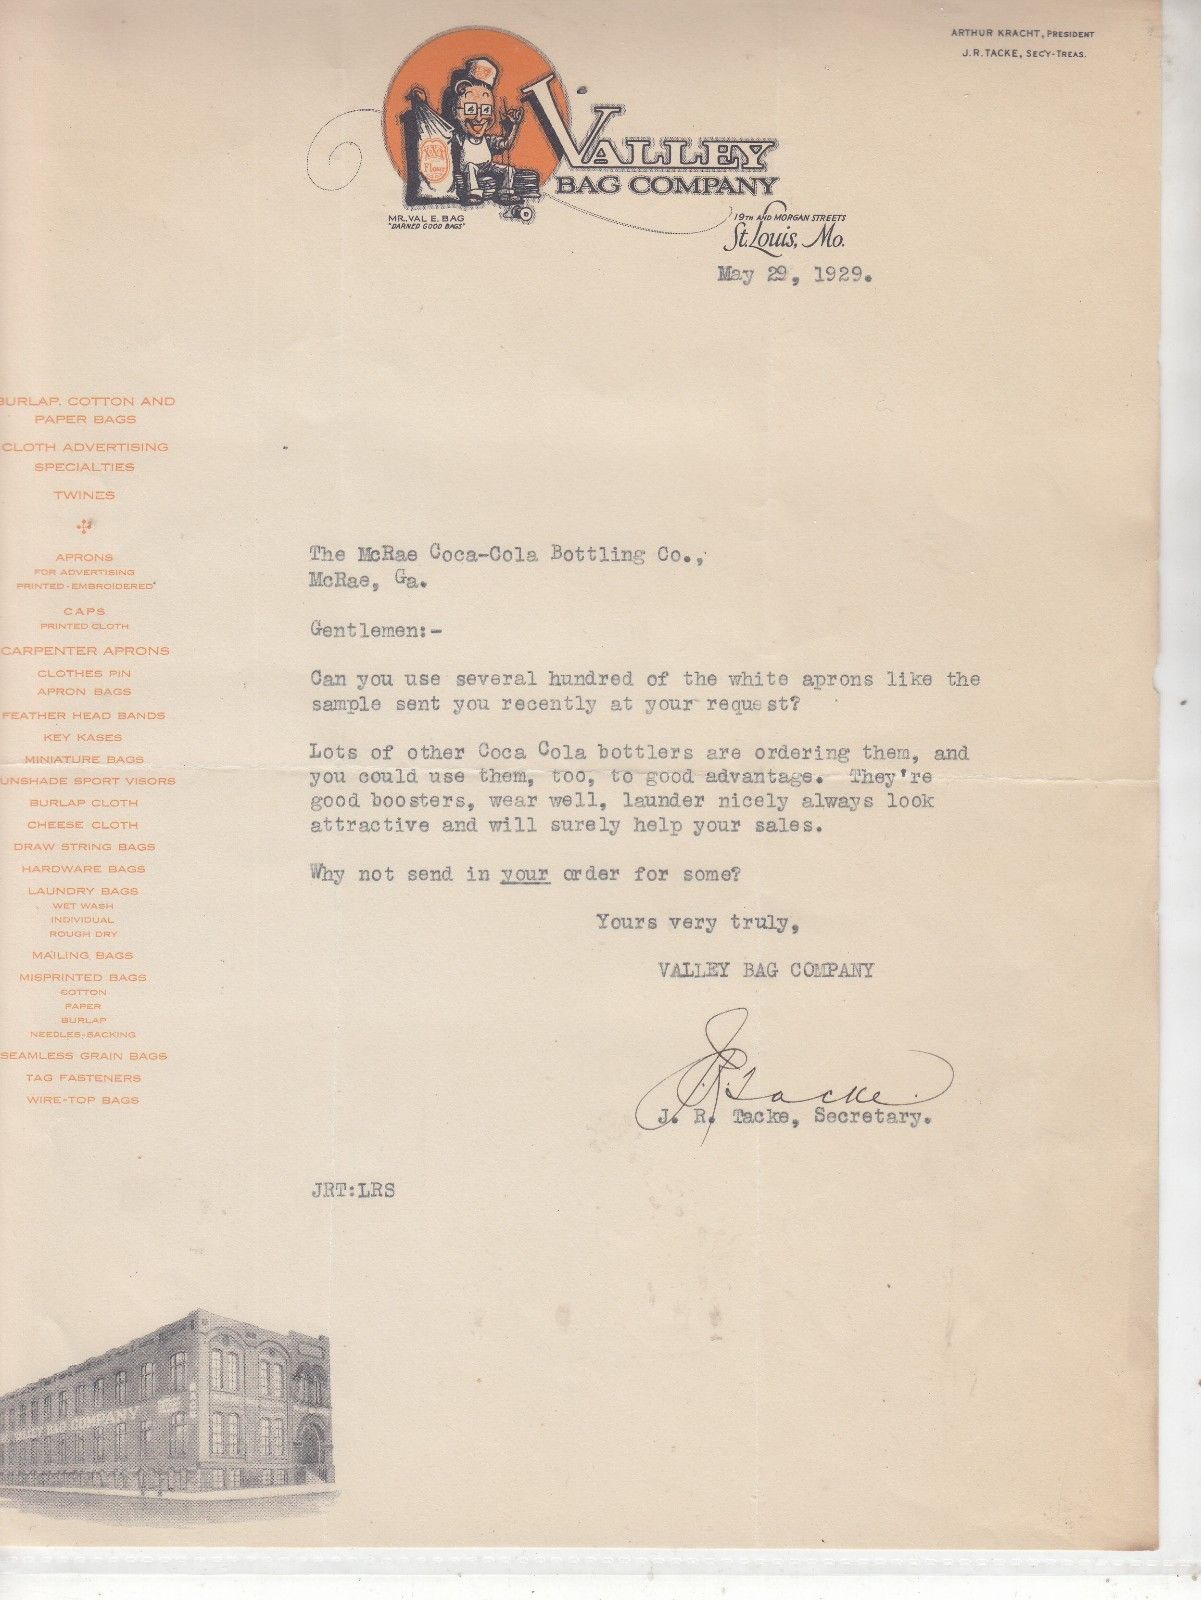 ARTHUR KRACHT, PRESIDENT
J. R. TACKE, SEC'Y-TREAS.
XXXX
Flour
VALLEY
BAG COMPANY
MR. VAL E. BAG
"DARNED GOOD BAGS"
19TH AND MORGAN STREETS
St. Louis, Mo.
May 29, 1929.
BURLAP, COTTON AND
PAPER BAGS
CLOTH ADVERTISING
SPECIALTIES
TWINES
APRONS
FOR ADVERTISING
PRINTED-EMBROIDERED
CAPS
PRINTED CLOTH
CARPENTER APRONS
CLOTHES PIN
APRON BAGS
FEATHER HEAD BANDS
KEY KASES
MINIATURE BAGS
UNSHADE SPORT VISORS
BURLAP CLOTH
CHEESE CLOTH
DRAW STRING BAGS
HARDWARE BAGS
LAUNDRY BAGS
WET WASH
INDIVIDUAL
ROUGH DRY
MAILING BAGS
MISPRINTED BAGS
COTTON
PAPER
BURLAP
NEEDLES-SACKING
SEAMLESS GRAIN BAGS
TAG FASTENERS
WIRE-TOP BAGS
The McRae Coca-Cola Bottling Co.,
McRae, Ga.
Gentlemen:-
Can you use several hundred of the white aprons like the
sample sent you recently at your request?
Lots of other Coca Cola bottlers are ordering them, and
you could use them, too, to good advantage. They're
good boosters, wear well, launder nicely always look
attractive and will surely help your sales.
Why not send in your order for some?
Yours very truly,
VALLEY BAG COMPANY
J.R. Tacke
J. R. Tacke, Secretary.
JRT:LRS
VALLEY BAG COMPANY